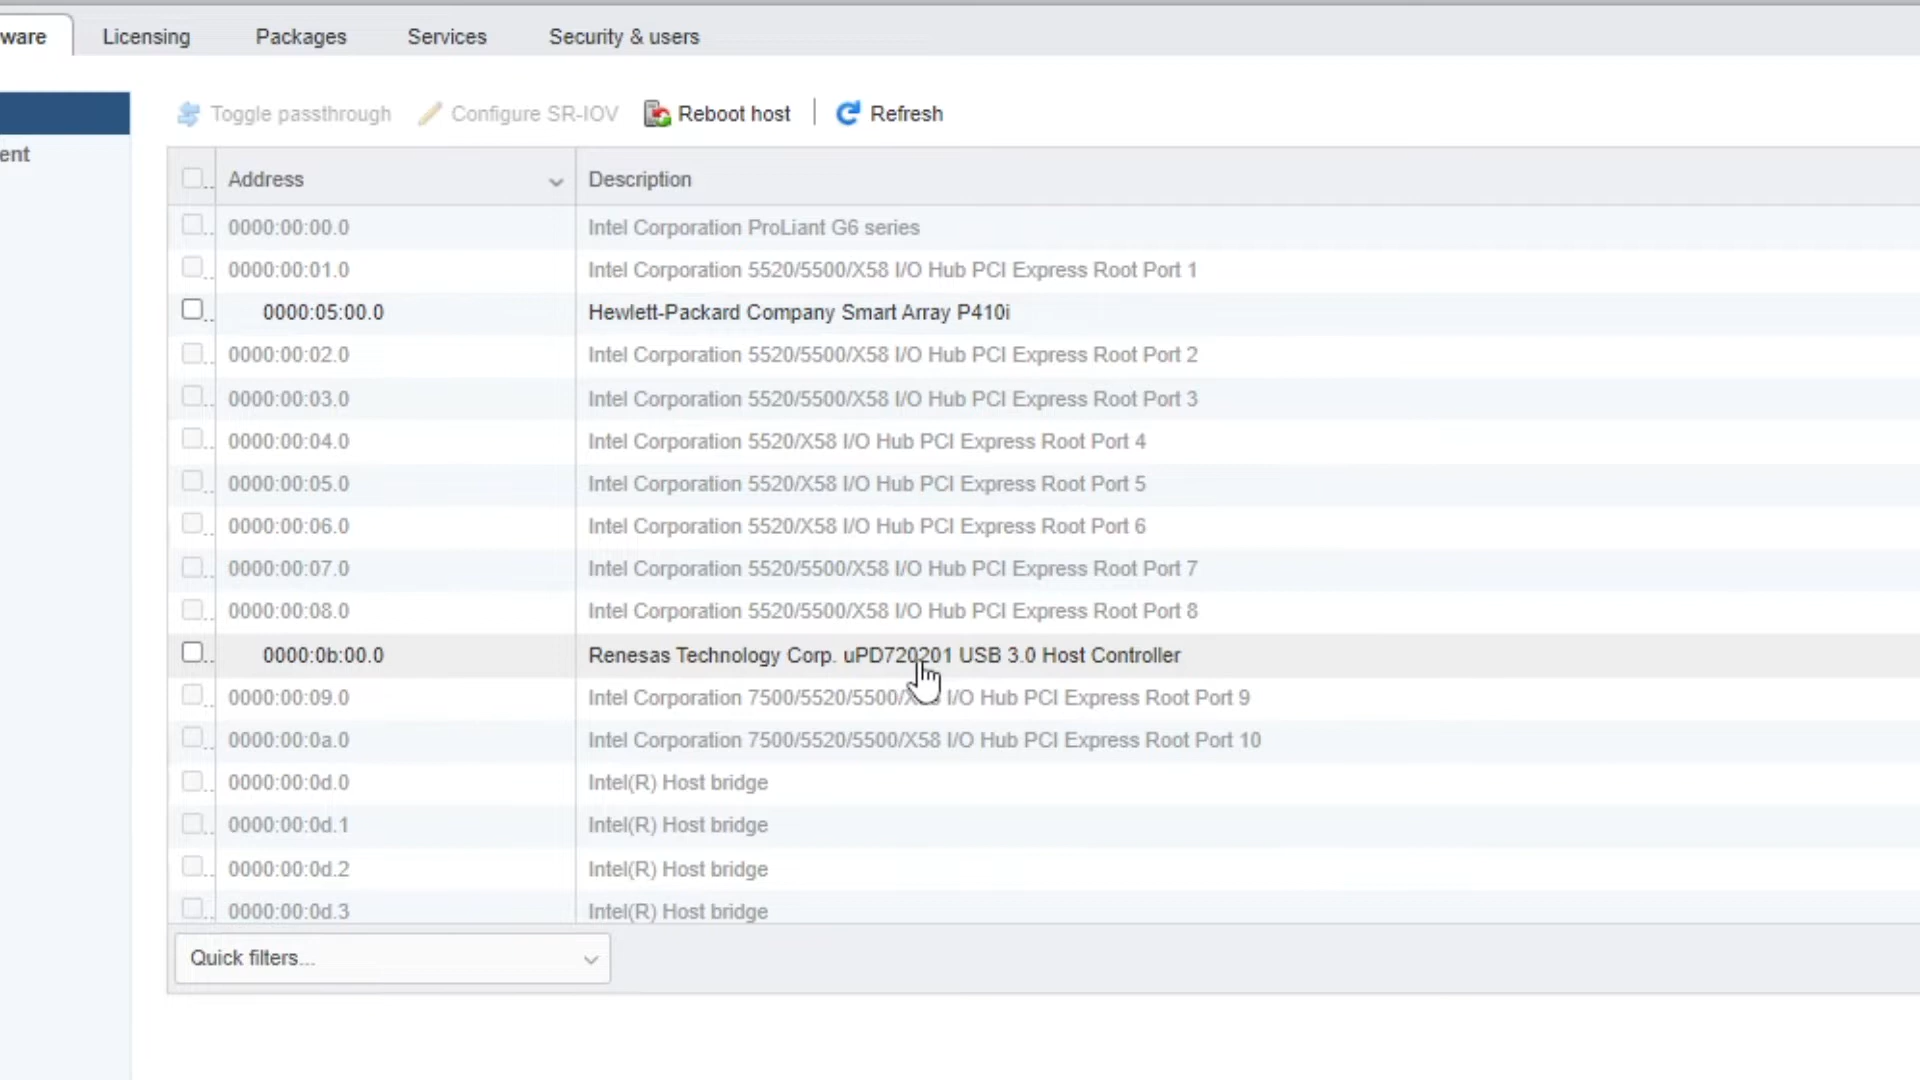 ware Licensing Packages Services Security & users
Toggle passthrough Configure SR-IOV Reboot host Refresh
ent
Address Description
0000:00:00.0 Intel Corporation ProLiant G6 series
0000:00:01.0 Intel Corporation 5520/5500/X58 I/O Hub PCI Express Root Port 1
0000:05:00.0 Hewlett-Packard Company Smart Array P410i
0000:00:02.0 Intel Corporation 5520/5500/X58 I/O Hub PCI Express Root Port 2
0000:00:03.0 Intel Corporation 5520/5500/X58 I/O Hub PCI Express Root Port 3
0000:00:04.0 Intel Corporation 5520/X58 I/O Hub PCI Express Root Port 4
0000:00:05.0 Intel Corporation 5520/X58 I/O Hub PCI Express Root Port 5
0000:00:06.0 Intel Corporation 5520/X58 I/O Hub PCI Express Root Port 6
0000:00:07.0 Intel Corporation 5520/5500/X58 I/O Hub PCI Express Root Port 7
0000:00:08.0 Intel Corporation 5520/5500/X58 I/O Hub PCI Express Root Port 8
0000:0b:00.0 Renesas Technology Corp. uPD720201 USB 3.0 Host Controller
0000:00:09.0 Intel Corporation 7500/5520/5500/X58 I/O Hub PCI Express Root Port 9
0000:00:0a.0 Intel Corporation 7500/5520/5500/X58 I/O Hub PCI Express Root Port 10
0000:00:0d.0 Intel(R) Host bridge
0000:00:0d.1 Intel(R) Host bridge
0000:00:0d.2 Intel(R) Host bridge
0000:00:0d.3 Intel(R) Host bridge
Quick filters...